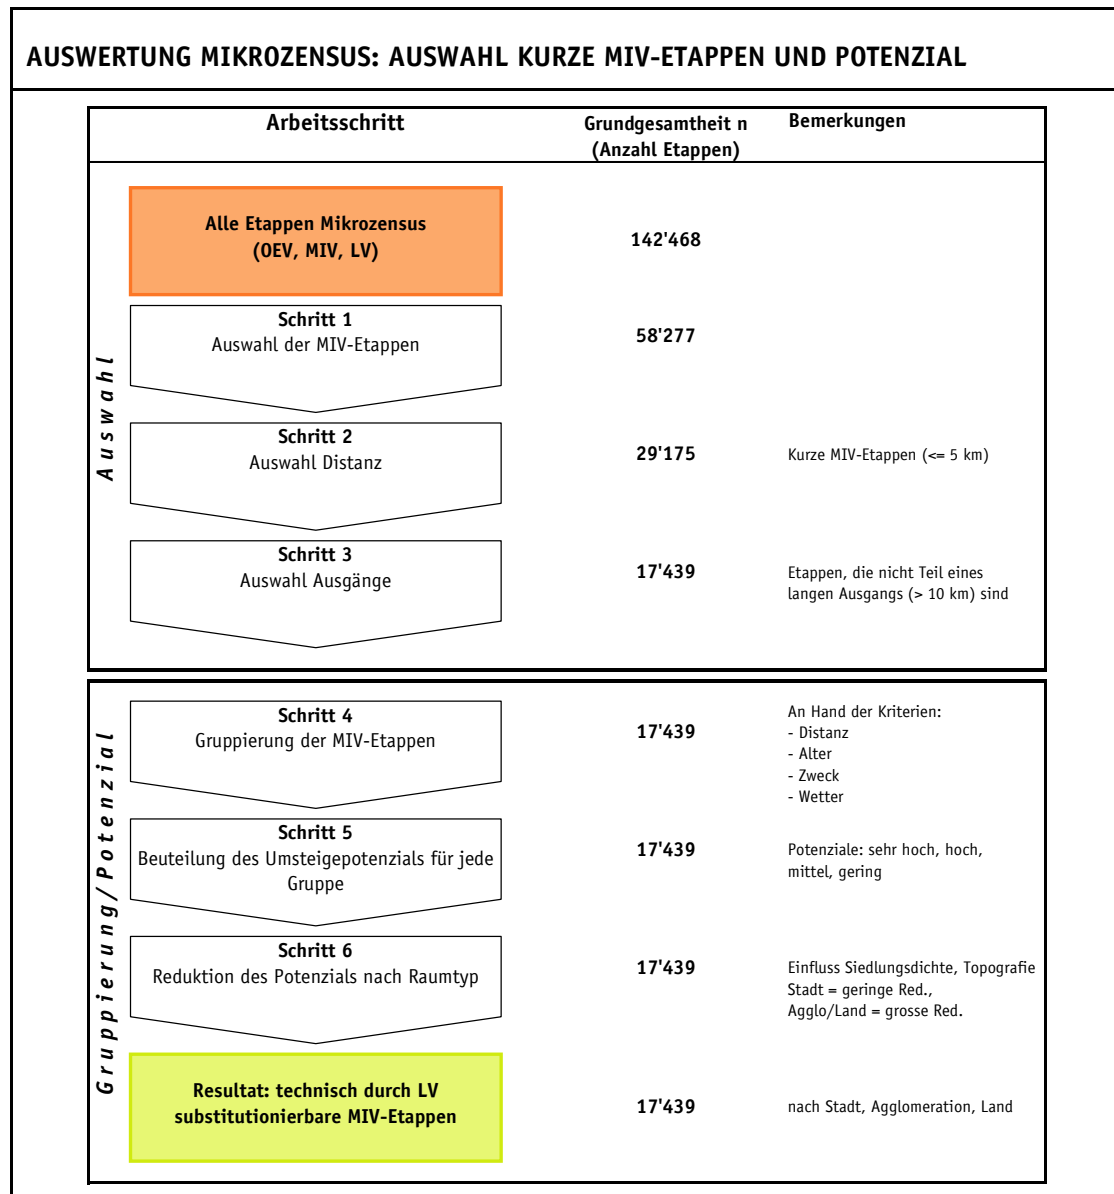 AUSWERTUNG MIKROZENSUS: AUSWAHL KURZE MIV-ETAPPEN UND POTENZIAL
Arbeitsschritt
Grundgesamtheit n
(Anzahl Etappen)
Bemerkungen
Auswahl
Alle Etappen Mikrozensus
(OEV, MIV, LV)
142'468
Schritt 1
Auswahl der MIV-Etappen
58'277
Schritt 2
Auswahl Distanz
29'175
Kurze MIV-Etappen (<= 5 km)
Schritt 3
Auswahl Ausgänge
17'439
Etappen, die nicht Teil eines
langen Ausgangs (> 10 km) sind
Gruppierung/Potenzial
Schritt 4
Gruppierung der MIV-Etappen
17'439
An Hand der Kriterien:
- Distanz
- Alter
- Zweck
- Wetter
Schritt 5
Beuteilung des Umsteigepotenzials für jede
Gruppe
17'439
Potenziale: sehr hoch, hoch,
mittel, gering
Schritt 6
Reduktion des Potenzials nach Raumtyp
17'439
Einfluss Siedlungsdichte, Topografie
Stadt = geringe Red.,
Agglo/Land = grosse Red.
Resultat: technisch durch LV
substitutionierbare MIV-Etappen
17'439
nach Stadt, Agglomeration, Land